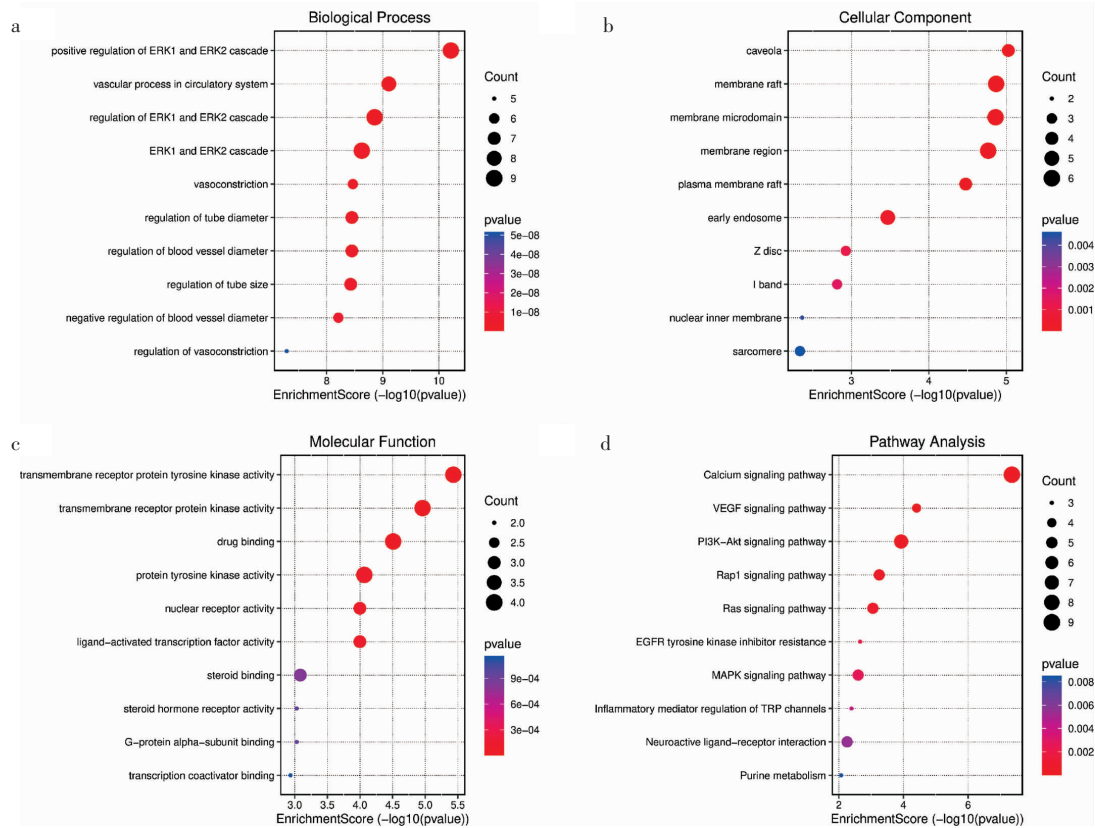 a
Biological Process
positive regulation of ERK1 and ERK2 cascade
vascular process in circulatory system
regulation of ERK1 and ERK2 cascade
ERK1 and ERK2 cascade
vasoconstriction
regulation of tube diameter
regulation of blood vessel diameter
regulation of tube size
negative regulation of blood vessel diameter
regulation of vasoconstriction
8 9 10
EnrichmentScore (−log10(pvalue))
Count
5
6
7
8
9
pvalue
5e−08
4e−08
3e−08
2e−08
1e−08
b
Cellular Component
caveola
membrane raft
membrane microdomain
membrane region
plasma membrane raft
early endosome
Z disc
I band
nuclear inner membrane
sarcomere
3 4 5
EnrichmentScore (−log10(pvalue))
Count
2
3
4
5
6
pvalue
0.004
0.003
0.002
0.001
c
Molecular Function
transmembrane receptor protein tyrosine kinase activity
transmembrane receptor protein kinase activity
drug binding
protein tyrosine kinase activity
nuclear receptor activity
ligand−activated transcription factor activity
steroid binding
steroid hormone receptor activity
G−protein alpha−subunit binding
transcription coactivator binding
3.0 3.5 4.0 4.5 5.0 5.5
EnrichmentScore (−log10(pvalue))
Count
2.0
2.5
3.0
3.5
4.0
pvalue
9e−04
6e−04
3e−04
d
Pathway Analysis
Calcium signaling pathway
VEGF signaling pathway
PI3K−Akt signaling pathway
Rap1 signaling pathway
Ras signaling pathway
EGFR tyrosine kinase inhibitor resistance
MAPK signaling pathway
Inflammatory mediator regulation of TRP channels
Neuroactive ligand−receptor interaction
Purine metabolism
2 4 6
EnrichmentScore (−log10(pvalue))
Count
3
4
5
6
7
8
9
pvalue
0.008
0.006
0.004
0.002